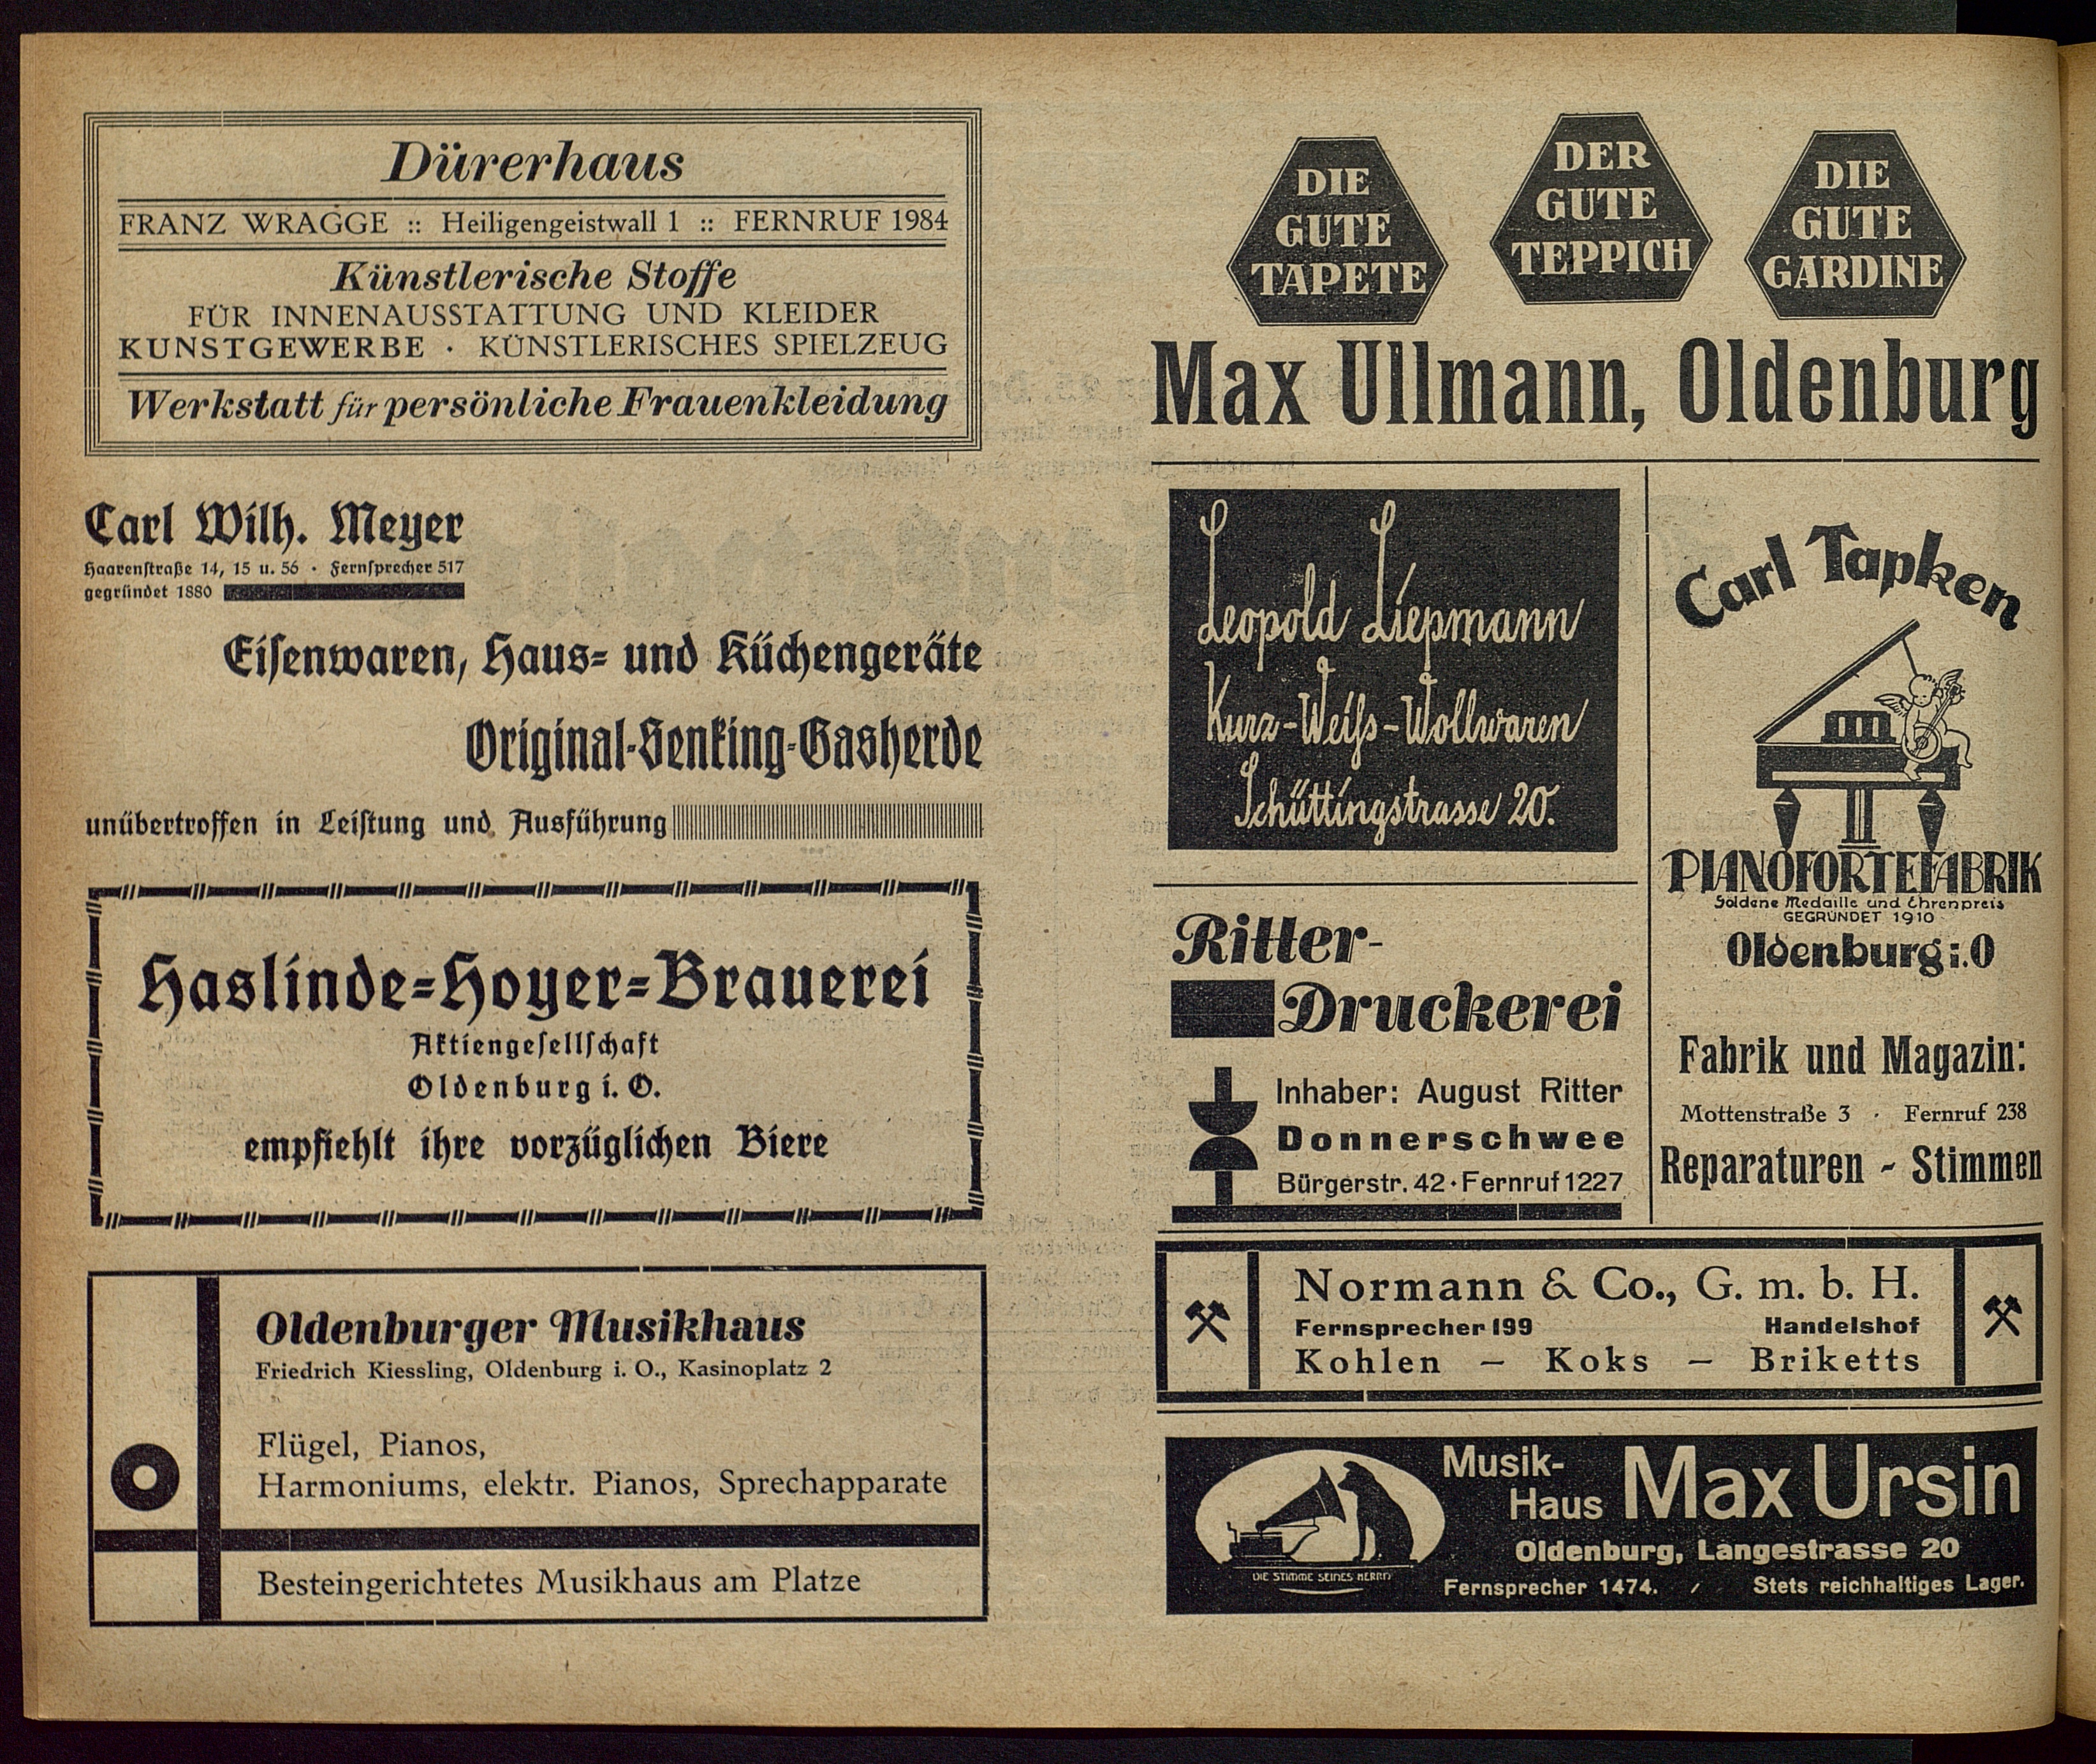 Dürerhaus
FRANZ WRAGGE :: Heiligengeistwall 1 :: FERNRUF 1984
Künstlerische Stoffe
FÜR INNENAUSSTATTUNG UND KLEIDER
KUNSTGEWERBE · KÜNSTLERISCHES SPIELZEUG
Werkstatt für persönliche Frauenkleidung
Carl Wilh. Meyer
Haarenſtraße 14, 15 u. 56 · Fernſprecher 517
gegründet 1880
Eiſenwaren, Haus- und Küchengeräte
Original-Senking-Gasherde
unübertroffen in Leiſtung und Ausführung
Haslinde-Hoyer-Brauerei
Aktiengeſellſchaft
Oldenburg i. O.
empfiehlt ihre vorzüglichen Biere
Oldenburger Musikhaus
Friedrich Kiessling, Oldenburg i. O., Kasinoplatz 2
Flügel, Pianos,
Harmoniums, elektr. Pianos, Sprechapparate
Besteingerichtetes Musikhaus am Platze
DIE
GUTE
TAPETE
DER
GUTE
TEPPICH
DIE
GUTE
GARDINE
Max Ullmann, Oldenburg
Leopold Liepmann
Kurz-Weiſs-Wollwaren
Schüttingstrasse 20.
Carl Tapken
PIANOFORTEFABRIK
Goldene Medaille und Ehrenpreis
GEGRÜNDET 1910
Oldenburg i. O
Fabrik und Magazin:
Mottenstraße 3 · Fernruf 238
Reparaturen - Stimmen
Ritter-
Druckerei
Inhaber: August Ritter
Donnerschwee
Bürgerstr. 42 · Fernruf 1227
Normann & Co., G. m. b. H.
Fernsprecher 199 Handelshof
Kohlen — Koks — Briketts
Musik-
Haus Max Ursin
Oldenburg, Langestrasse 20
Fernsprecher 1474. / Stets reichhaltiges Lager.
DIE STIMME SEINES HERRN